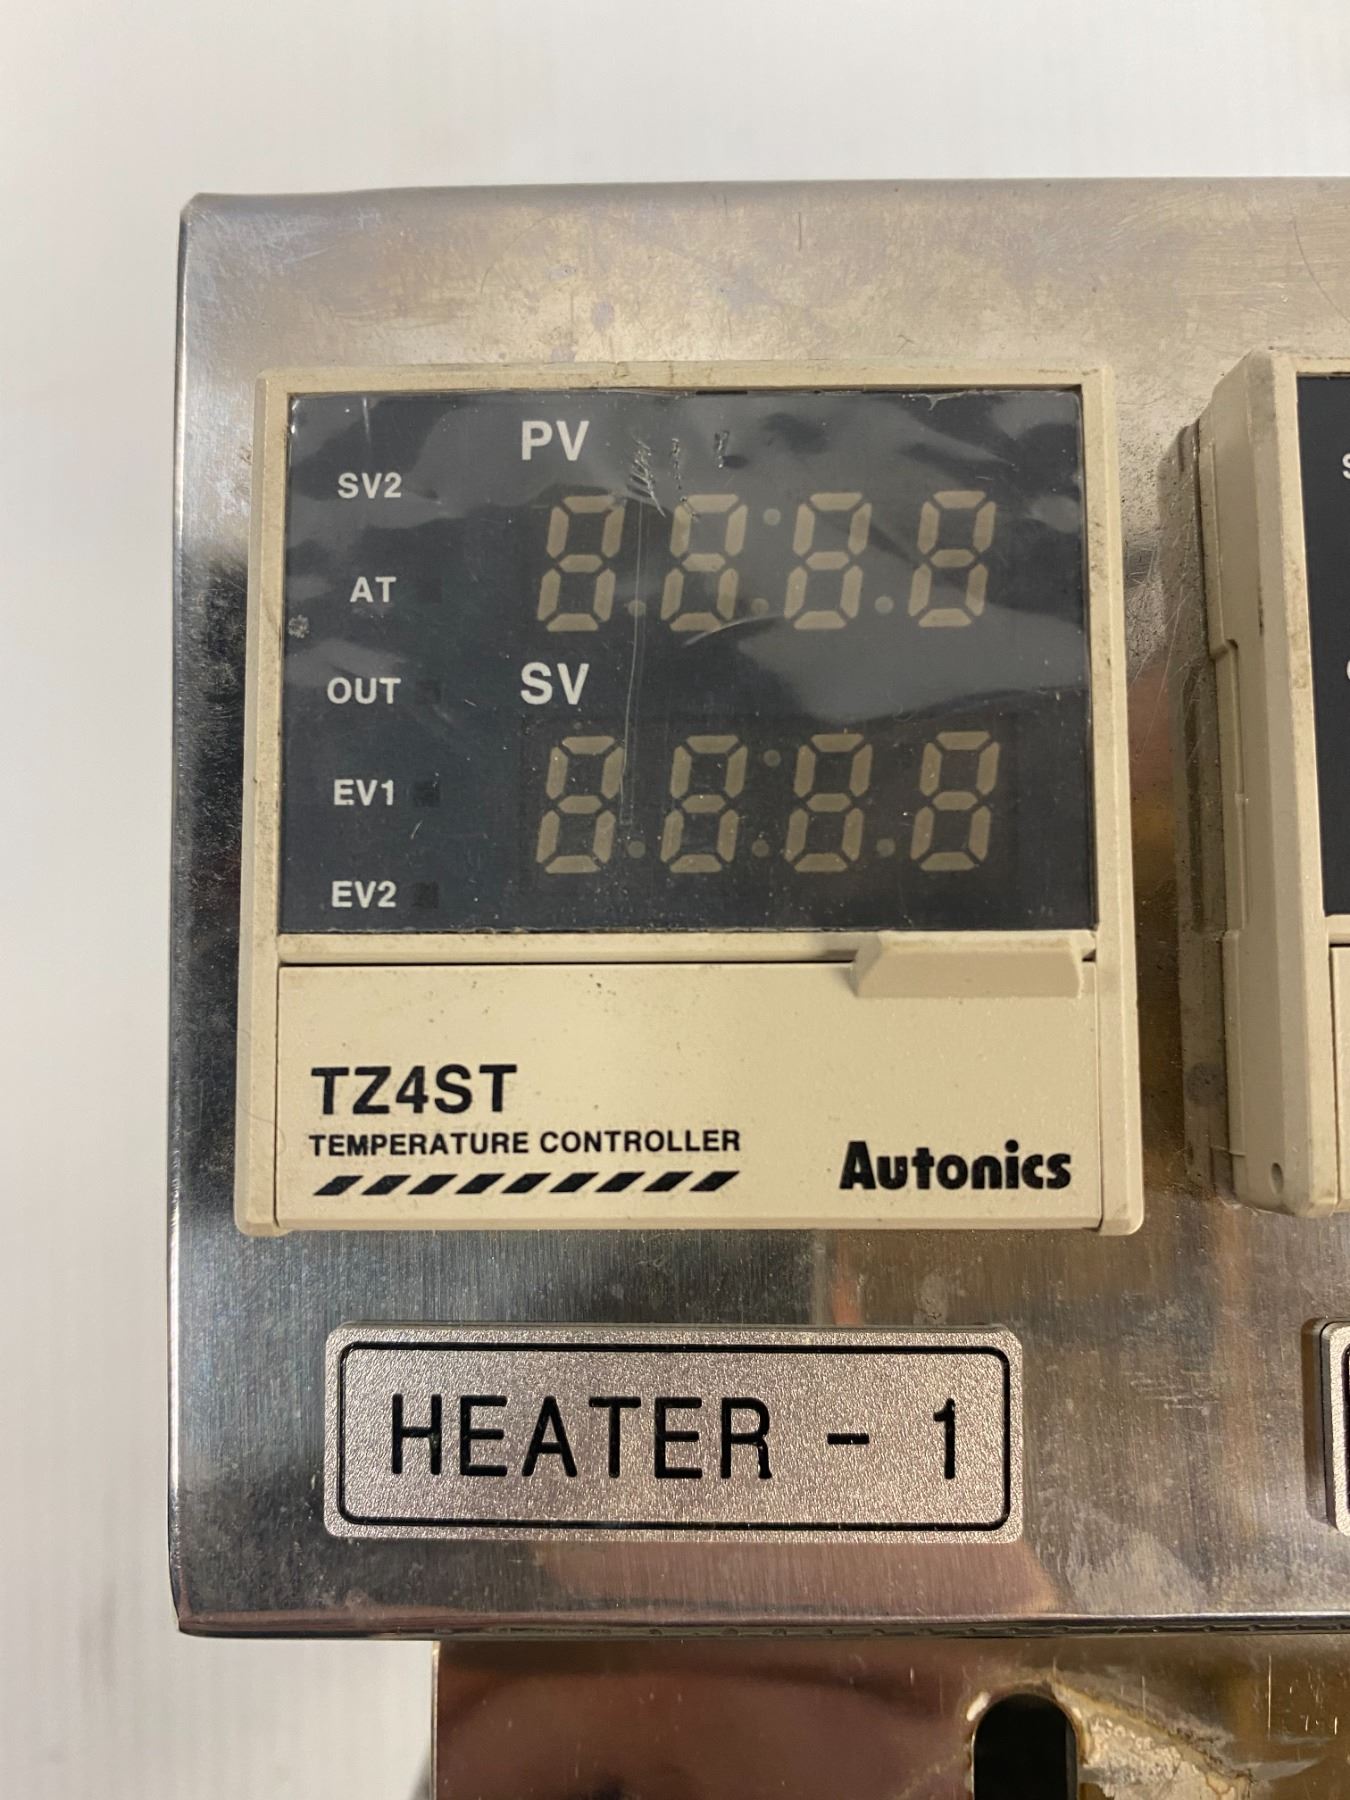 PV
SV2
AT
OUT
SV
EV1
EV2
TZ4ST
TEMPERATURE CONTROLLER
Autonics
HEATER - 1